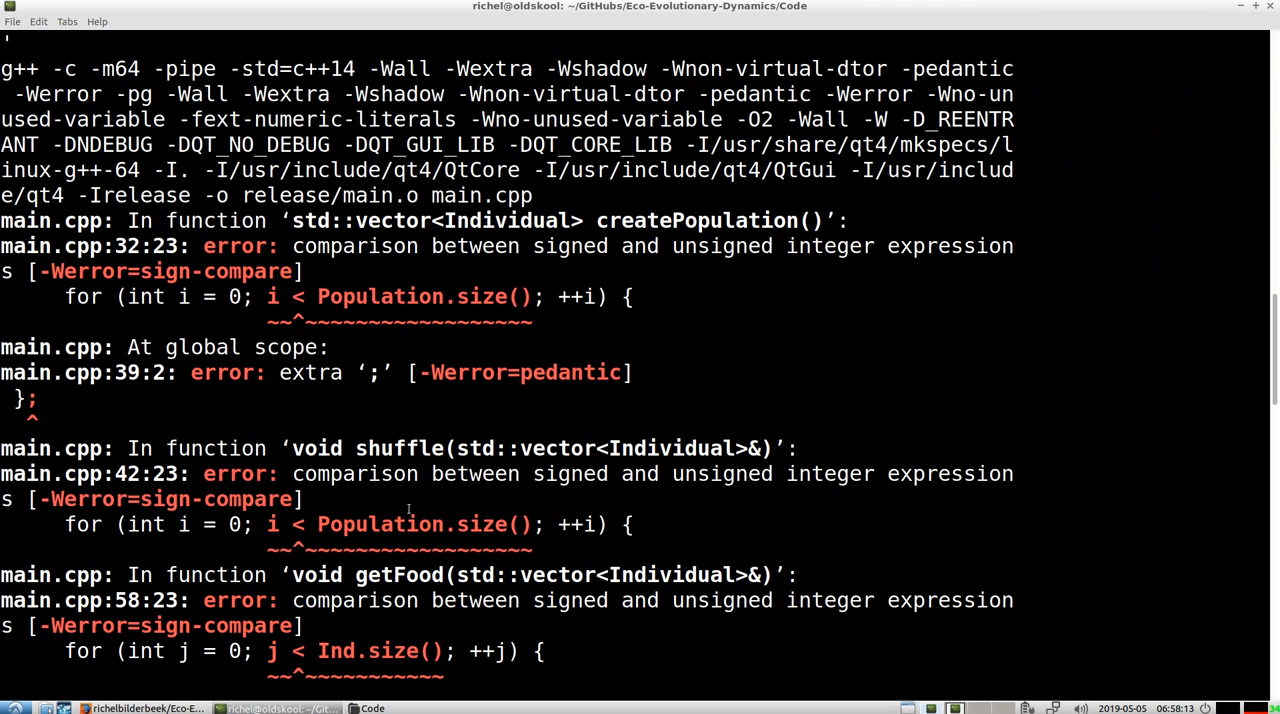 richel@oldskool: ~/GitHubs/Eco-Evolutionary-Dynamics/Code
File Edit Tabs Help
'
g++ -c -m64 -pipe -std=c++14 -Wall -Wextra -Wshadow -Wnon-virtual-dtor -pedantic
 -Werror -pg -Wall -Wextra -Wshadow -Wnon-virtual-dtor -pedantic -Werror -Wno-un
used-variable -fext-numeric-literals -Wno-unused-variable -O2 -Wall -W -D_REENTR
ANT -DNDEBUG -DQT_NO_DEBUG -DQT_GUI_LIB -DQT_CORE_LIB -I/usr/share/qt4/mkspecs/l
inux-g++-64 -I. -I/usr/include/qt4/QtCore -I/usr/include/qt4/QtGui -I/usr/includ
e/qt4 -Irelease -o release/main.o main.cpp
main.cpp: In function ‘std::vector<Individual> createPopulation()’:
main.cpp:32:23: error: comparison between signed and unsigned integer expression
s [-Werror=sign-compare]
     for (int i = 0; i < Population.size(); ++i) {
                     ~~^~~~~~~~~~~~~~~~~~~
main.cpp: At global scope:
main.cpp:39:2: error: extra ‘;’ [-Werror=pedantic]
 };
  ^
main.cpp: In function ‘void shuffle(std::vector<Individual>&)’:
main.cpp:42:23: error: comparison between signed and unsigned integer expression
s [-Werror=sign-compare]
     for (int i = 0; i < Population.size(); ++i) {
                     ~~^~~~~~~~~~~~~~~~~~~
main.cpp: In function ‘void getFood(std::vector<Individual>&)’:
main.cpp:58:23: error: comparison between signed and unsigned integer expression
s [-Werror=sign-compare]
     for (int j = 0; j < Ind.size(); ++j) {
                     ~~^~~~~~~~~~~~
richelbilderbeek/Eco-E... richel@oldskool: ~/Git... Code 2019-05-05 06:58:13 34